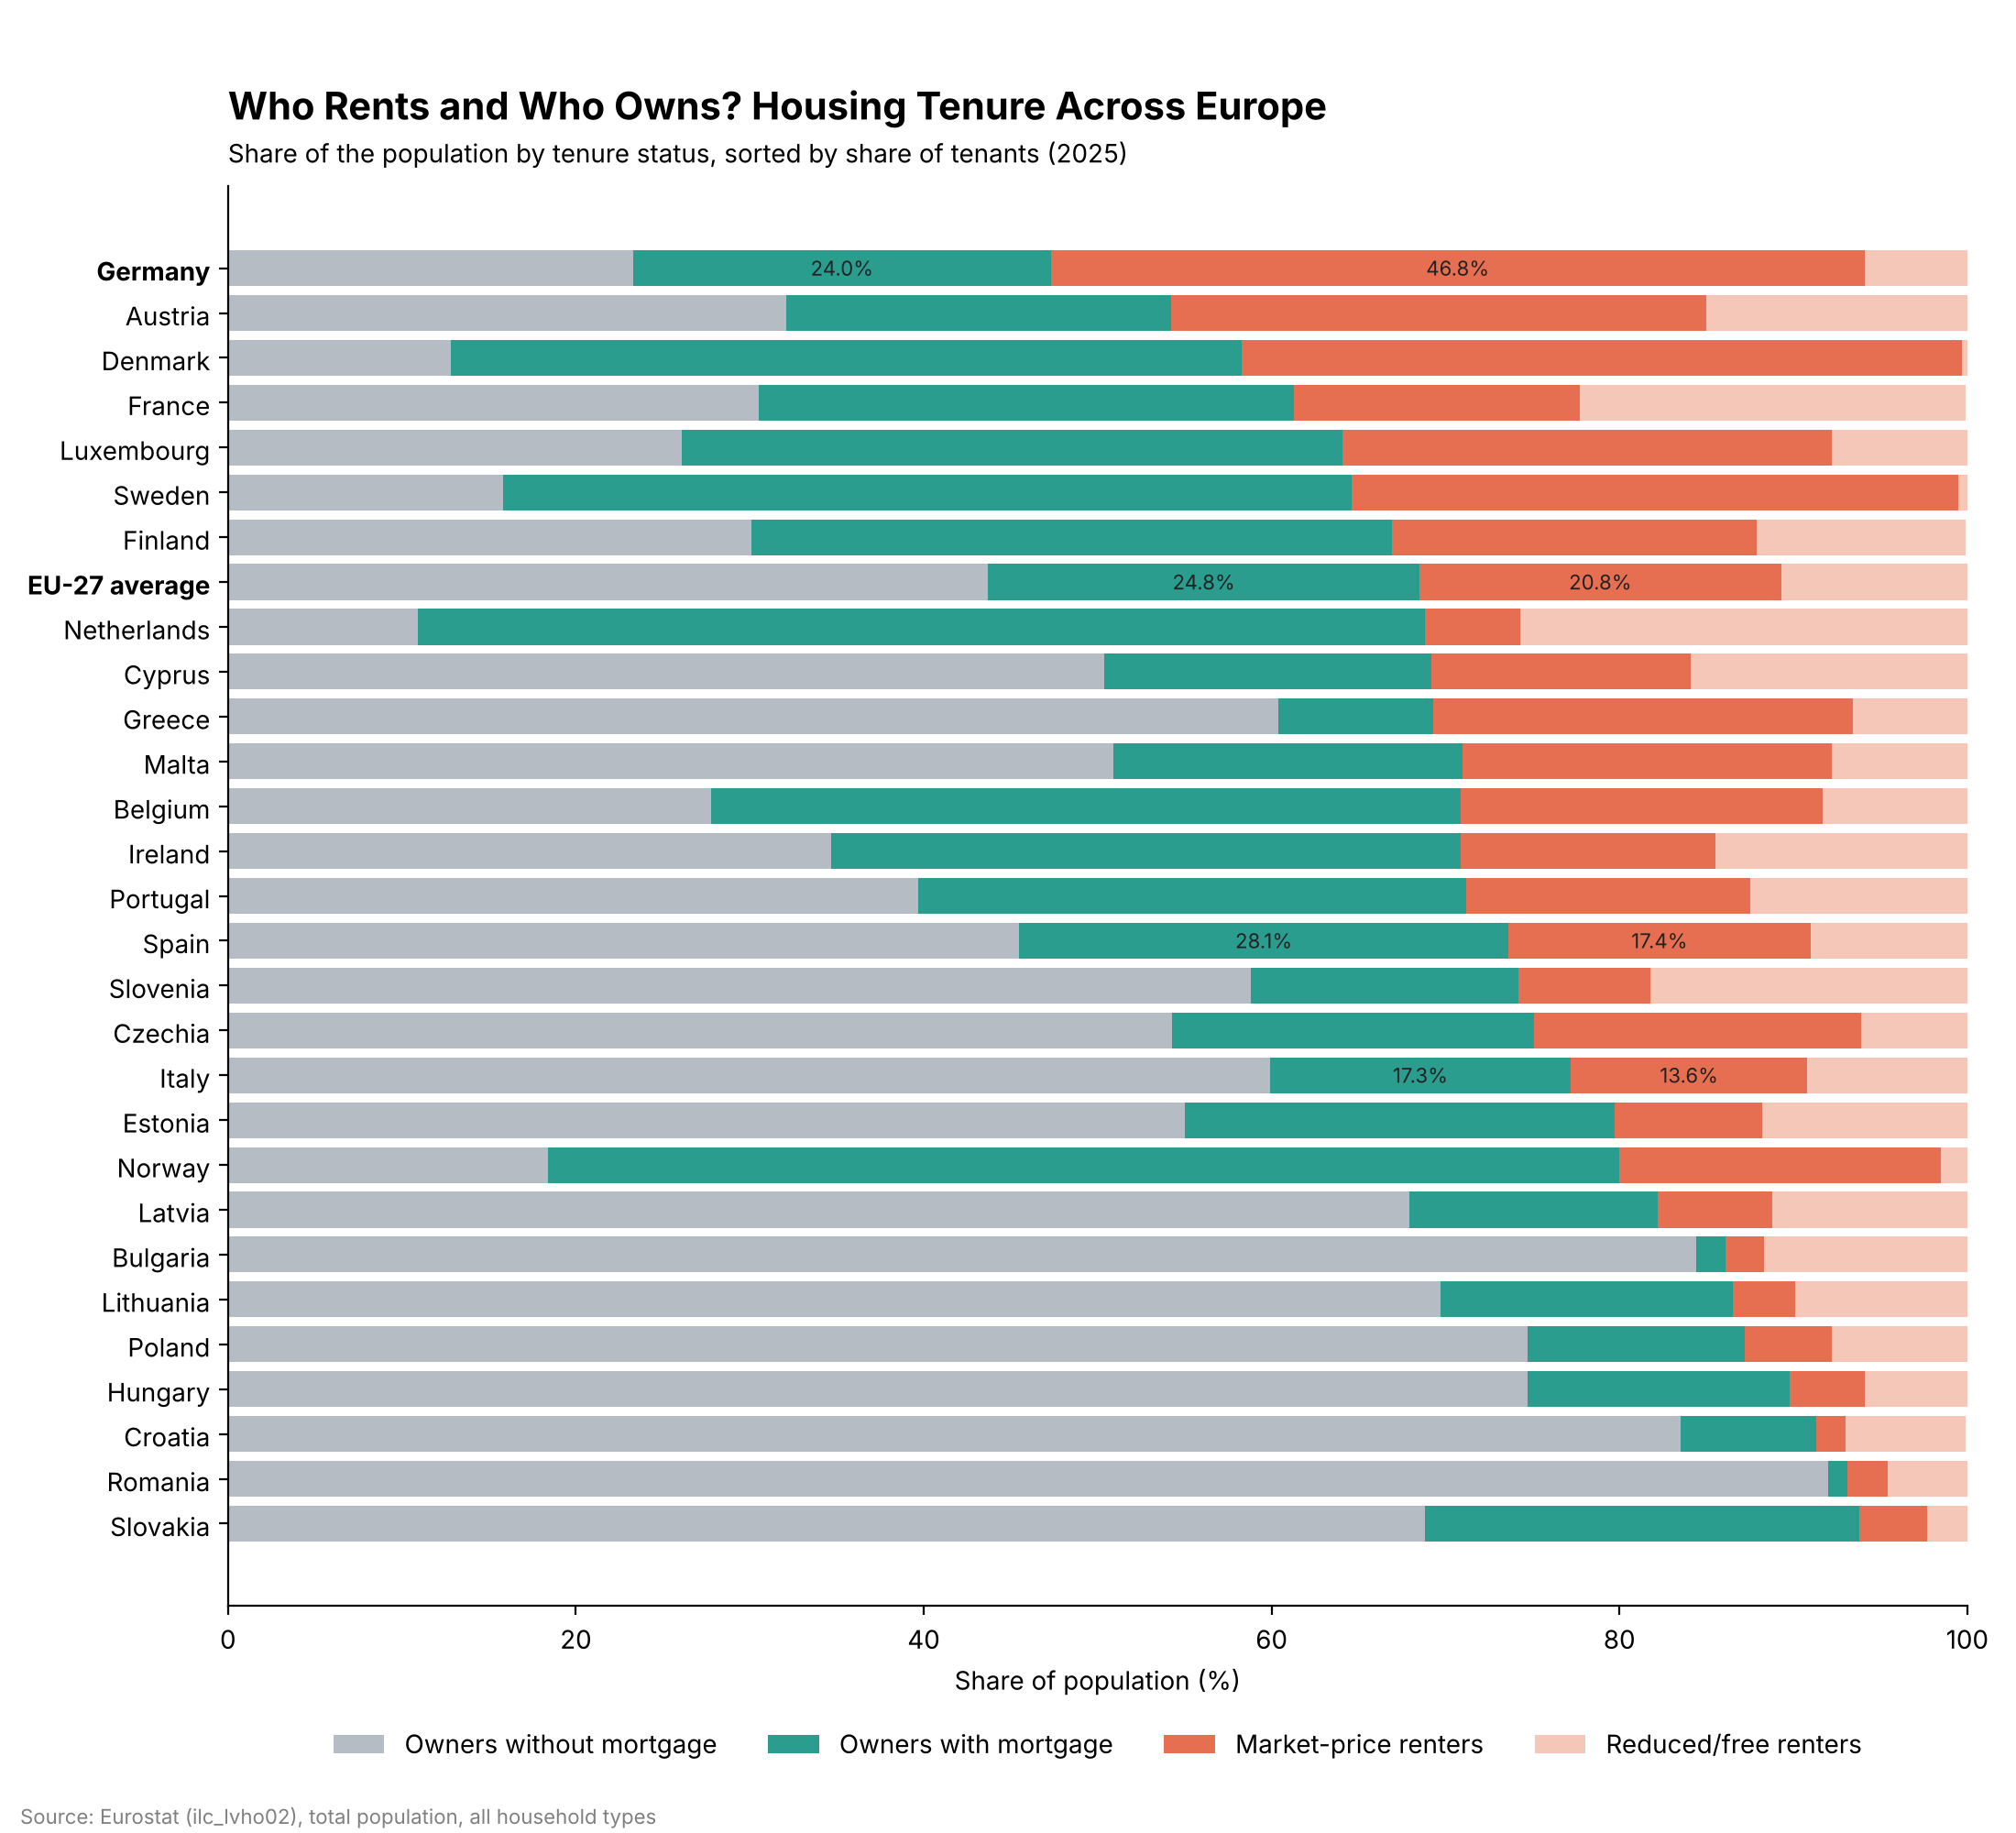 Who Rents and Who Owns? Housing Tenure Across Europe
Share of the population by tenure status, sorted by share of tenants (2025)
Germany 24.0% 46.8%
Austria
Denmark
France
Luxembourg
Sweden
Finland
EU-27 average 24.8% 20.8%
Netherlands
Cyprus
Greece
Malta
Belgium
Ireland
Portugal
Spain 28.1% 17.4%
Slovenia
Czechia
Italy 17.3% 13.6%
Estonia
Norway
Latvia
Bulgaria
Lithuania
Poland
Hungary
Croatia
Romania
Slovakia
0 20 40 60 80 100
Share of population (%)
Owners without mortgage Owners with mortgage Market-price renters Reduced/free renters
Source: Eurostat (ilc_lvho02), total population, all household types